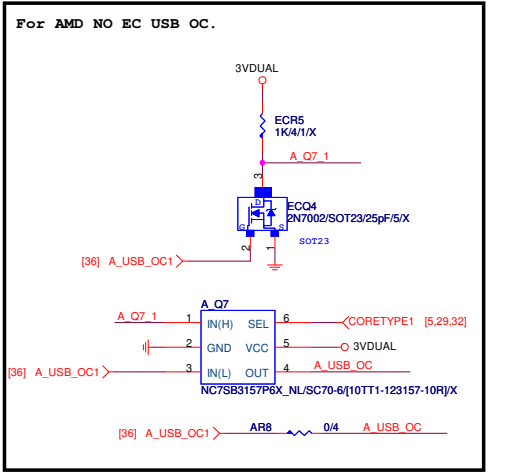 For AMD NO EC USB OC.
3VDUAL
ECR5
1K/4/1/X
A_Q7_1
3
D
ECQ4
2N7002/SOT23/25pF/5/X
G S
SOT23
2 1
[36] A_USB_OC1
A_Q7
A_Q7_1 1 IN(H) SEL 6 CORETYPE1 [5,29,32]
2 GND VCC 5 3VDUAL
[36] A_USB_OC1 3 IN(L) OUT 4 A_USB_OC
NC7SB3157P6X_NL/SC70-6/[10TT1-123157-10R]/X
[36] A_USB_OC1 AR8 0/4 A_USB_OC